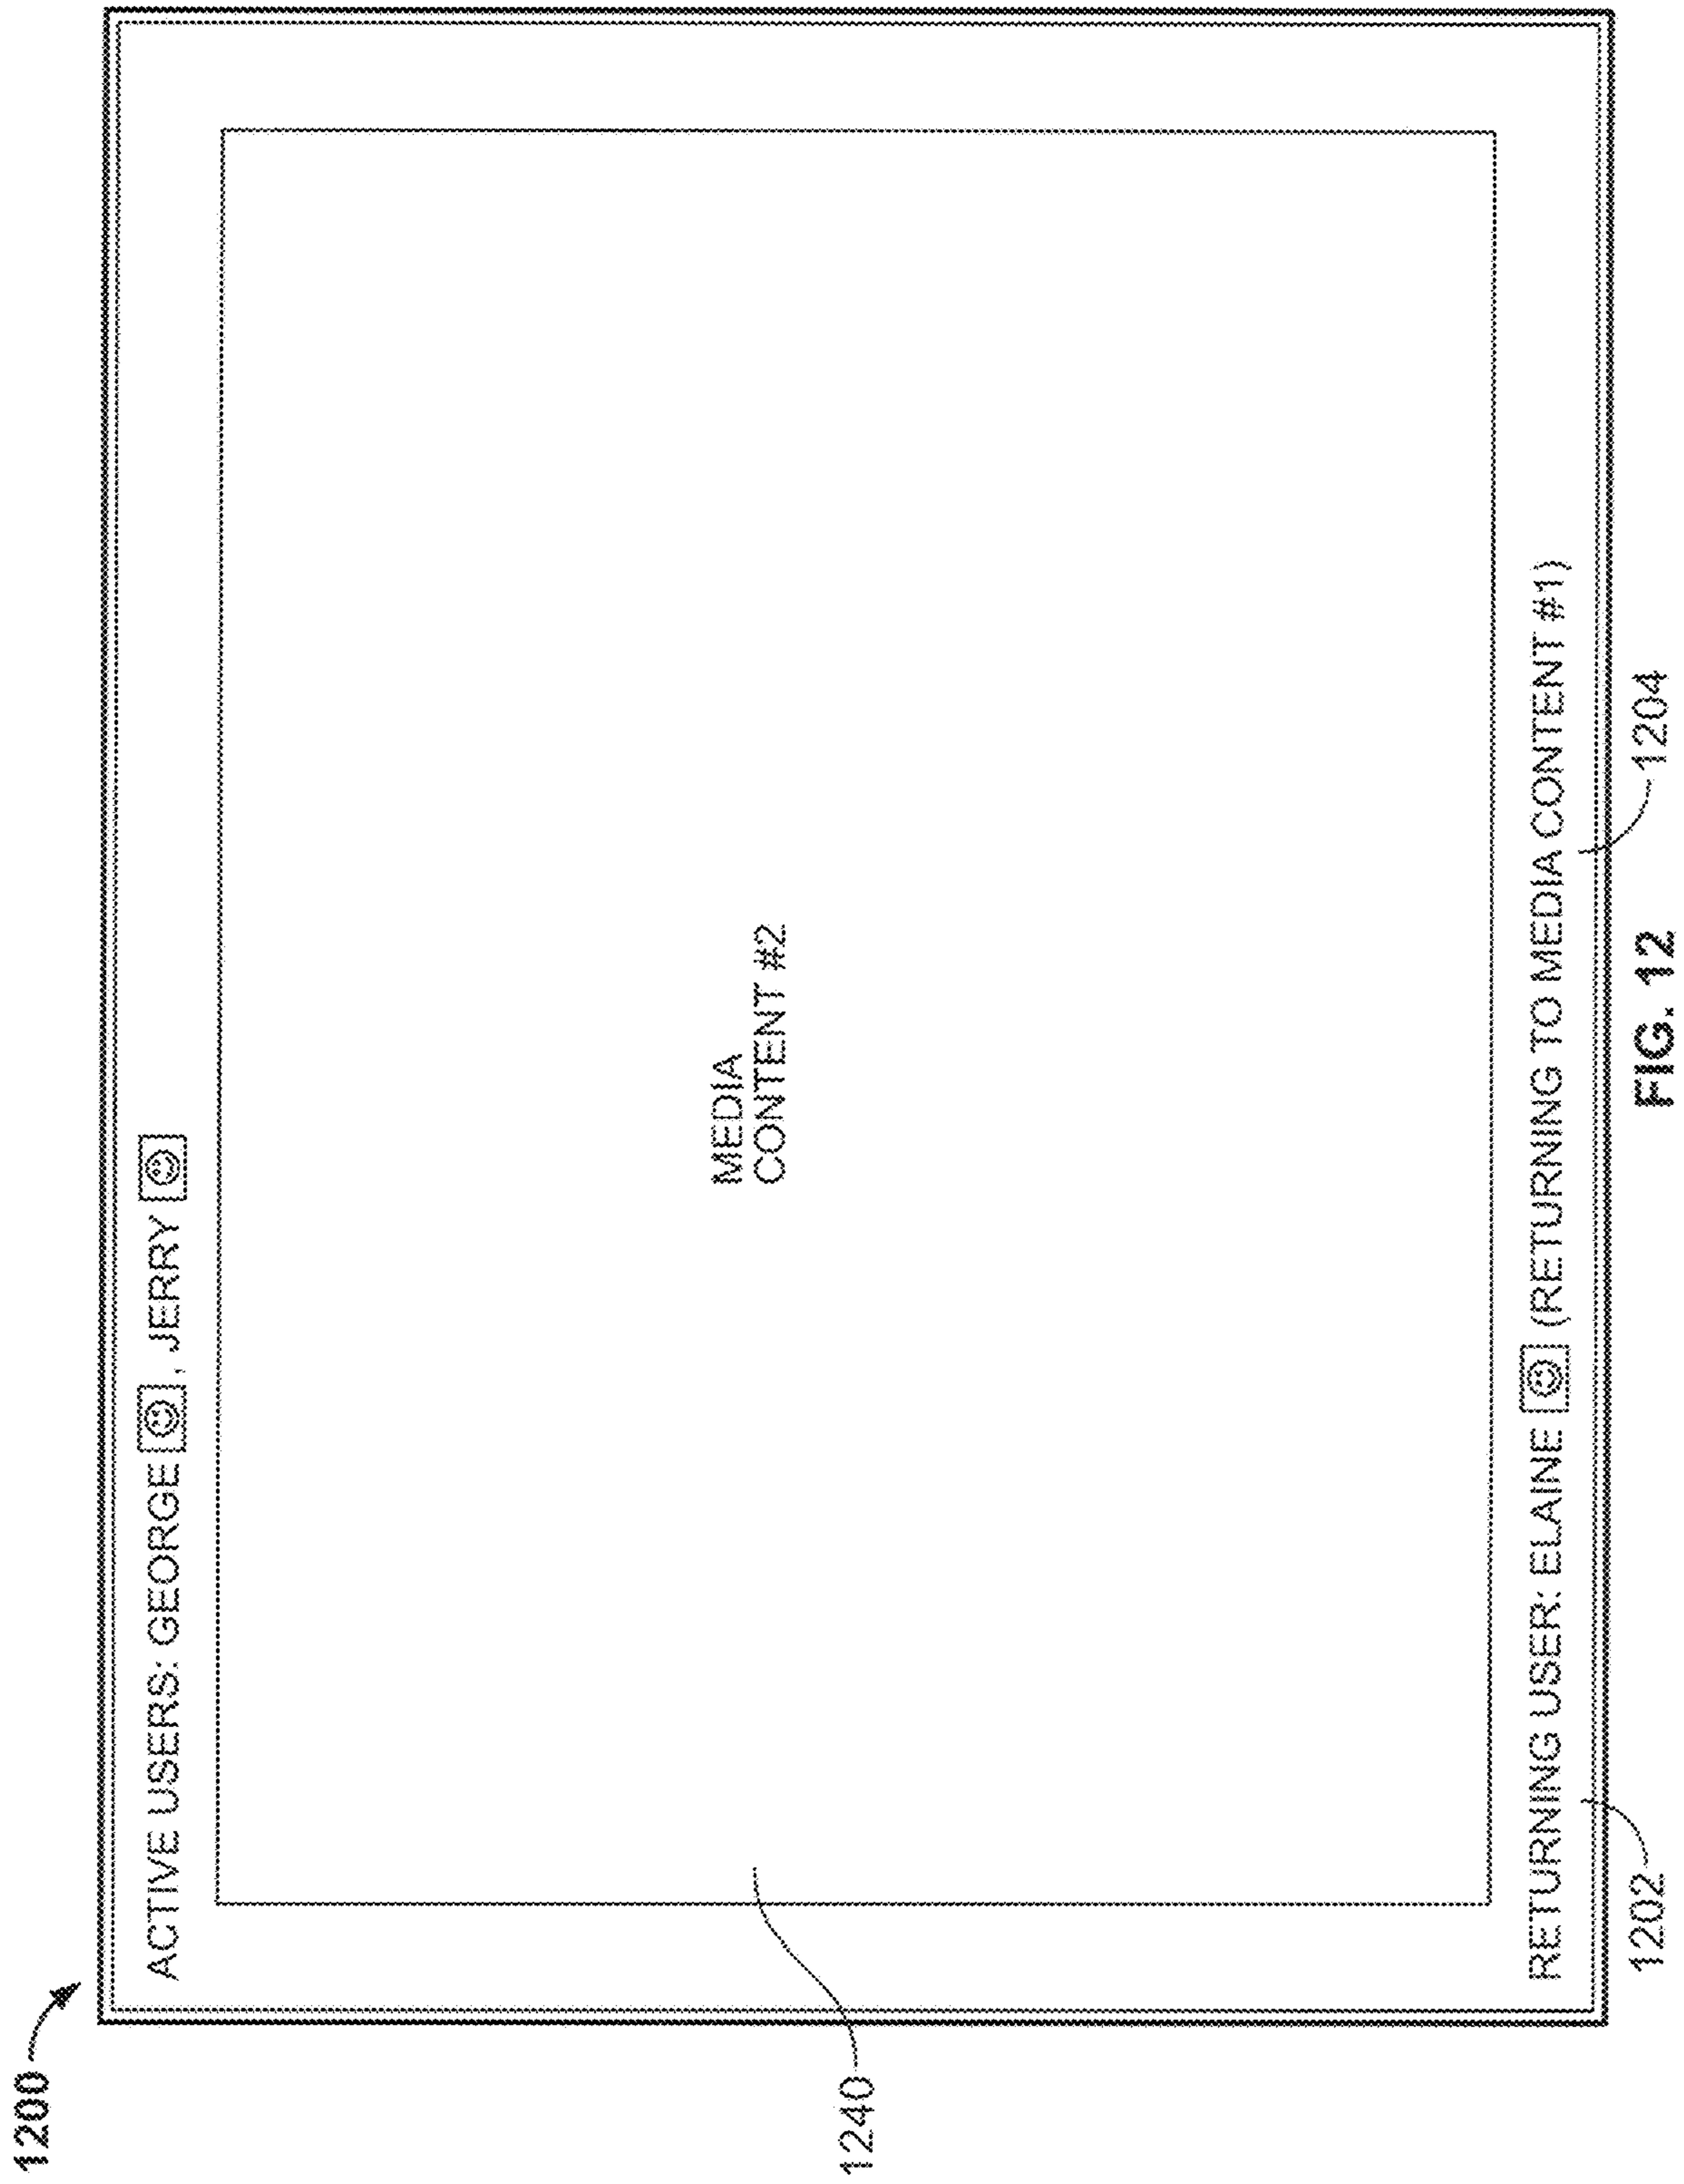 1200
ACTIVE USERS: GEORGE , JERRY
MEDIA
CONTENT #2
1240
RETURNING USER: ELAINE (RETURNING TO MEDIA CONTENT #1)
1202
1204
FIG. 12